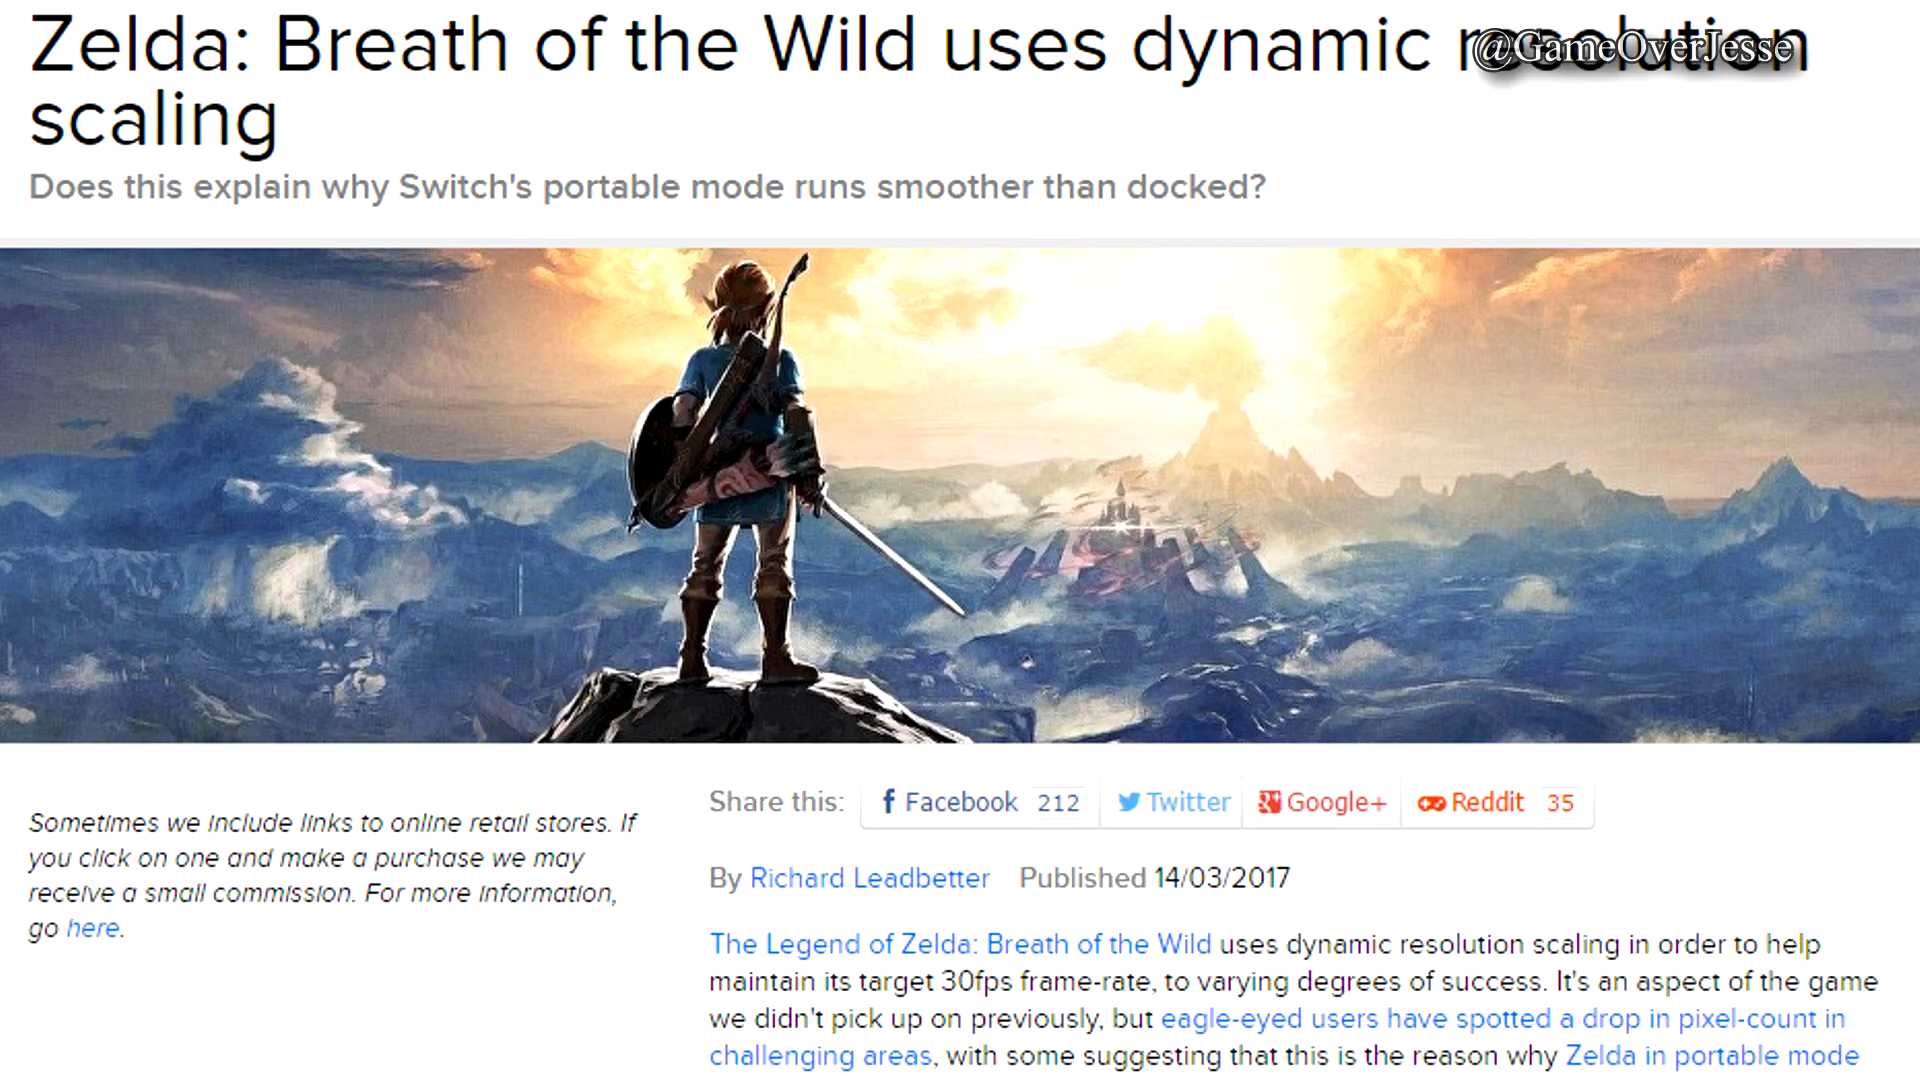 Zelda: Breath of the Wild uses dynamic resolution
@GameOverJesse
scaling
Does this explain why Switch's portable mode runs smoother than docked?
Share this: Facebook 212 Twitter Google+ Reddit 35
Sometimes we include links to online retail stores. If
you click on one and make a purchase we may
receive a small commission. For more information,
go here.
By Richard Leadbetter Published 14/03/2017
The Legend of Zelda: Breath of the Wild uses dynamic resolution scaling in order to help
maintain its target 30fps frame-rate, to varying degrees of success. It's an aspect of the game
we didn't pick up on previously, but eagle-eyed users have spotted a drop in pixel-count in
challenging areas, with some suggesting that this is the reason why Zelda in portable mode